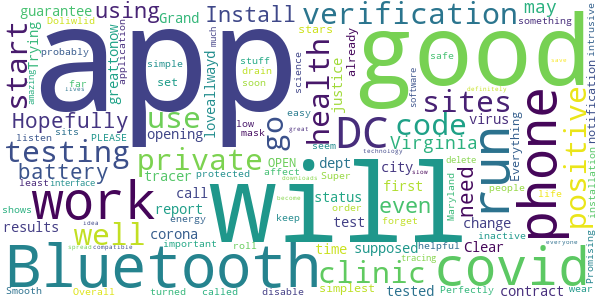 guarantee using Install verification may something
Doliwlid Grand stars
start Trying greattonow application opening already
app good
probably amazing far simple set stuff drain soon loveallwayd much science health justice software safe save definitely
Hopefully lives easy low mask great
use go DC sites intrusive notification installation
listen sits PLEASE Everything
testing code virus positive
battery private OPEN seem Virginia run phone
least interface tracer protected affect dept city technology slow delete people life
work will need
shows call Super status first Maryland compatible
results report energy downloads even order forget change inactive Promising
well corona become test helpful Clear everyone
idea important keep time supposed tracing Perfectly wear
spread roll clinic covid
Bluetooth simplest
Smooth Overall turned called disable tested contract